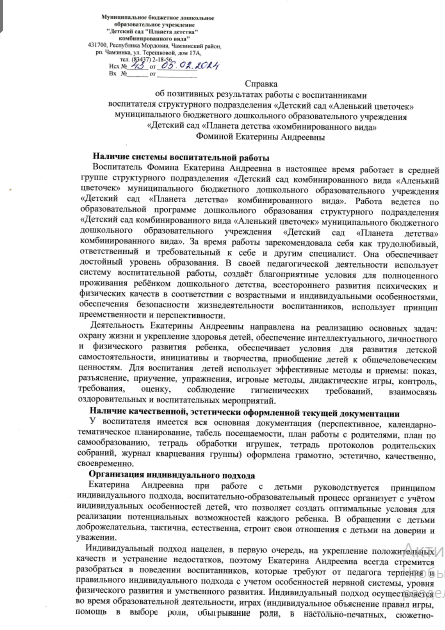 Муниципальное бюджетное дошкольное
образовательное учреждение
"Детский сад "Планета детства"
комбинированного вида"
431700, Республика Мордовия, Чамзинский район,
рп. Чамзинка, ул. Терешковой, дом 17А,
тел. (83437) 2-18-56
Исх № 43 от 05.02.2024
Вх № ______ от ______
Справка
об позитивных результатах работы с воспитанниками
воспитателя структурного подразделения «Детский сад «Аленький цветочек»
муниципального бюджетного дошкольного образовательного учреждения
«Детский сад «Планета детства «комбинированного вида»
Фоминой Екатерины Андреевны
Наличие системы воспитательной работы
Воспитатель Фомина Екатерина Андреевна в настоящее время работает в средней
группе структурного подразделения «Детский сад комбинированного вида «Аленький
цветочек» муниципального бюджетного дошкольного образовательного учреждения
«Детский сад «Планета детства» комбинированного вида». Работа ведется по
образовательной программе дошкольного образования структурного подразделения
«Детский сад комбинированного вида «Аленький цветочек» муниципального бюджетного
дошкольного образовательного учреждения «Детский сад «Планета детства»
комбинированного вида». За время работы зарекомендовала себя как трудолюбивый,
ответственный и требовательный к себе и другим специалист. Она обеспечивает
достойный уровень образования. В своей педагогической деятельности использует
систему воспитательной работы, создаёт благоприятные условия для полноценного
проживания ребёнком дошкольного детства, всестороннего развития психических и
физических качеств в соответствии с возрастными и индивидуальными особенностями,
обеспечения безопасности жизнедеятельности воспитанников, использует принцип
преемственности и перспективности.
Деятельность Екатерины Андреевны направлена на реализацию основных задач:
охрану жизни и укрепление здоровья детей, обеспечение интеллектуального, личностного
и физического развития ребенка, обеспечивает условия для развития детской
самостоятельности, инициативы и творчества, приобщение детей к общечеловеческим
ценностям. Для воспитания детей использует эффективные методы и приемы: показ,
разъяснение, приучение, упражнения, игровые методы, дидактические игры, контроль,
требования, оценку, соблюдение гигиенических требований, взаимосвязь
оздоровительных и воспитательных мероприятий.
Наличие качественной, эстетически оформленной текущей документации
У воспитателя имеется вся основная документация (перспективное, календарно-
тематическое планирование, табель посещаемости, план работы с родителями, план по
самообразованию, тетрадь обработки игрушек, тетрадь протоколов родительских
собраний, журнал кварцевания группы) оформлена грамотно, эстетично, качественно,
своевременно.
Организация индивидуального подхода
Екатерина Андреевна при работе с детьми руководствуется принципом
индивидуального подхода, воспитательно-образовательный процесс организует с учётом
индивидуальных особенностей детей, что позволяет создать оптимальные условия для
реализации потенциальных возможностей каждого ребенка. В обращении с детьми
доброжелательна, тактична, естественна, строит свои отношения с детьми на доверии и
уважении.
Индивидуальный подход нацелен, в первую очередь, на укрепление положительных
качеств и устранение недостатков, поэтому Екатерина Андреевна всегда стремится
разобраться в поведении воспитанников, которые требуют от педагога терпения и
правильного индивидуального подхода с учетом особенностей нервной системы, уровня
физического развития и умственного развития. Индивидуальный подход осуществляется
во время образовательной деятельности, играх (индивидуальное объяснение правил игры,
помощь в выборе роли, обыгрывание роли, в настольно-печатных, сюжетно-